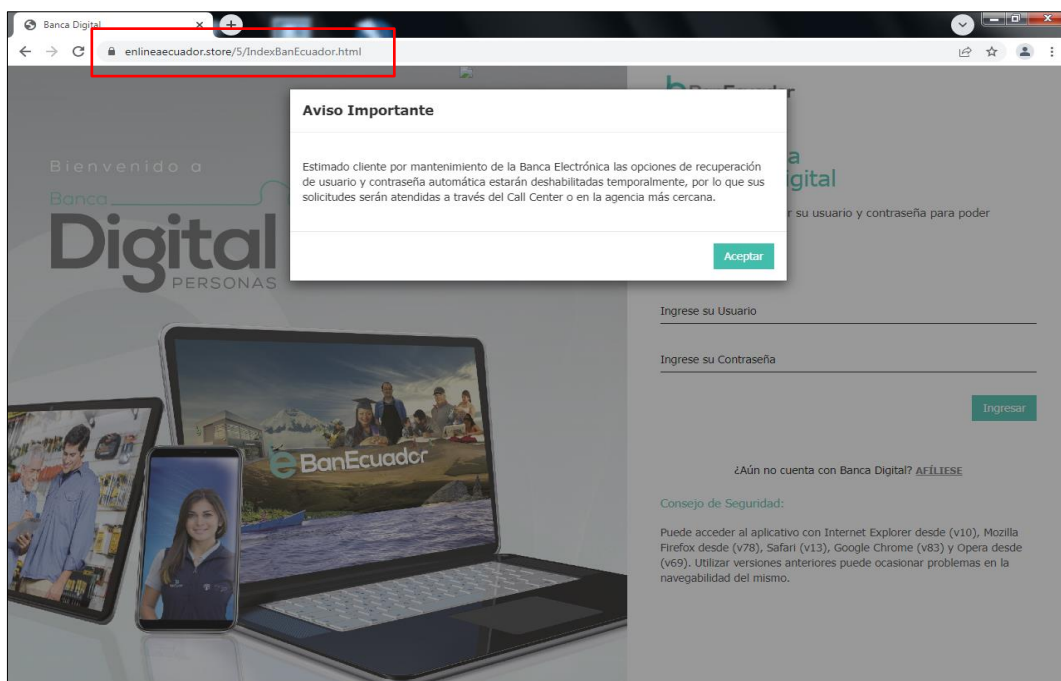 Banca Digital
enlineaecuador.store/5/IndexBanEcuador.html
Aviso Importante
Estimado cliente por mantenimiento de la Banca Electrónica las opciones de recuperación
de usuario y contraseña automática estarán deshabilitadas temporalmente, por lo que sus
solicitudes serán atendidas a través del Call Center o en la agencia más cercana.
Aceptar
Bienvenido a
Banca
Digital
PERSONAS
BanEcuador
su usuario y contraseña para poder
Ingrese su Usuario
Ingrese su Contraseña
Ingresar
¿Aún no cuenta con Banca Digital? AFÍLIESE
Consejo de Seguridad:
Puede acceder al aplicativo con Internet Explorer desde (v10), Mozilla
Firefox desde (v78), Safari (v13), Google Chrome (v83) y Opera desde
(v69). Utilizar versiones anteriores puede ocasionar problemas en la
navegabilidad del mismo.